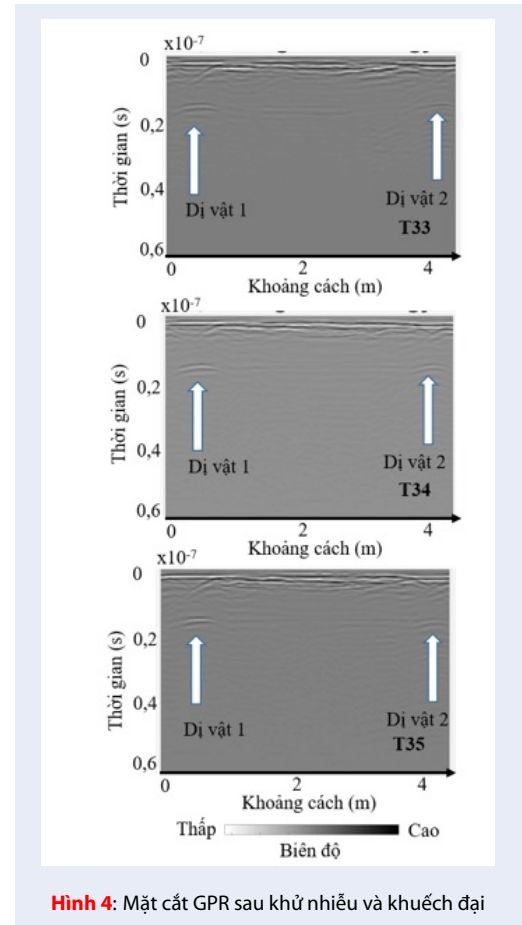 x10-7
0
0,2
0,4
0,6
Thời gian (s)
Dị vật 1
Dị vật 2
T33
0
2
4
Khoảng cách (m)
x10-7
0
0,2
0,4
0,6
Thời gian (s)
Dị vật 1
Dị vật 2
T34
0
2
4
Khoảng cách (m)
x10-7
0
0,2
0,4
0,6
Thời gian (s)
Dị vật 1
Dị vật 2
T35
0
2
4
Khoảng cách (m)
Thấp Cao
Biên độ
Hình 4: Mặt cắt GPR sau khử nhiễu và khuếch đại